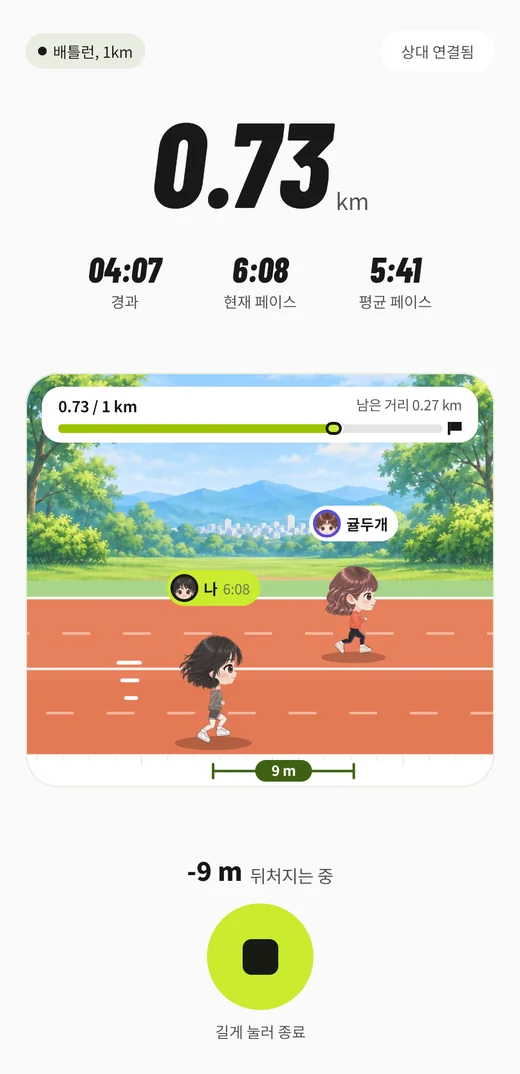 배틀런, 1km
상대 연결됨
0.73 km
04:07 6:08 5:41
경과 현재 페이스 평균 페이스
0.73 / 1 km 남은 거리 0.27 km
귤두개
나 6:08
9 m
-9 m 뒤처지는 중
길게 눌러 종료